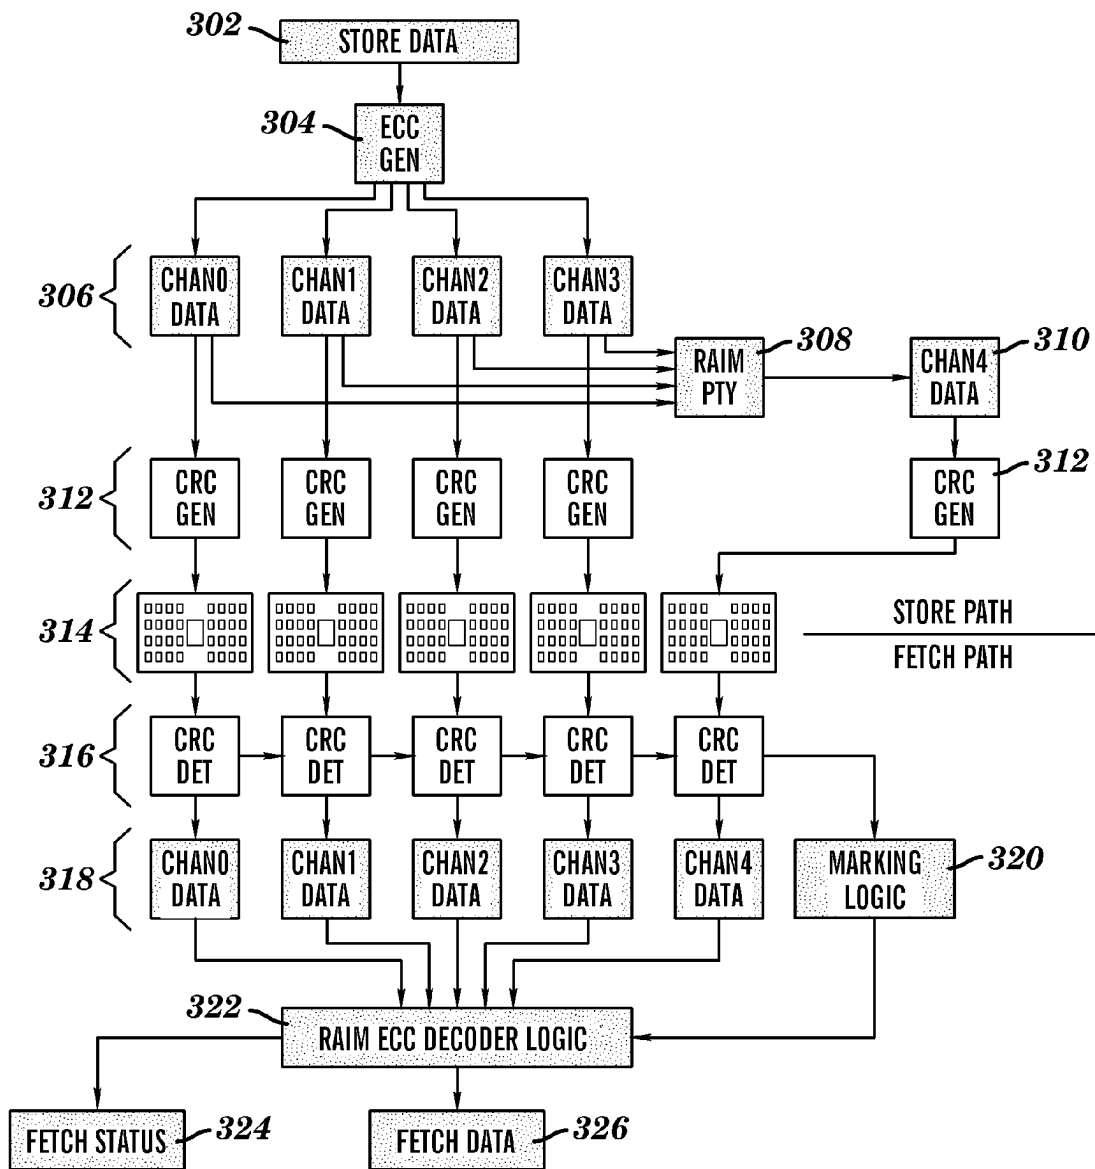 302
STORE DATA
304
ECC
GEN
306
CHAN0
DATA
CHAN1
DATA
CHAN2
DATA
CHAN3
DATA
308
RAIM
PTY
310
CHAN4
DATA
312
CRC
GEN
CRC
GEN
CRC
GEN
CRC
GEN
312
CRC
GEN
314
STORE PATH
FETCH PATH
316
CRC
DET
CRC
DET
CRC
DET
CRC
DET
CRC
DET
318
CHAN0
DATA
CHAN1
DATA
CHAN2
DATA
CHAN3
DATA
CHAN4
DATA
MARKING
LOGIC
320
322
RAIM ECC DECODER LOGIC
FETCH STATUS
324
FETCH DATA
326